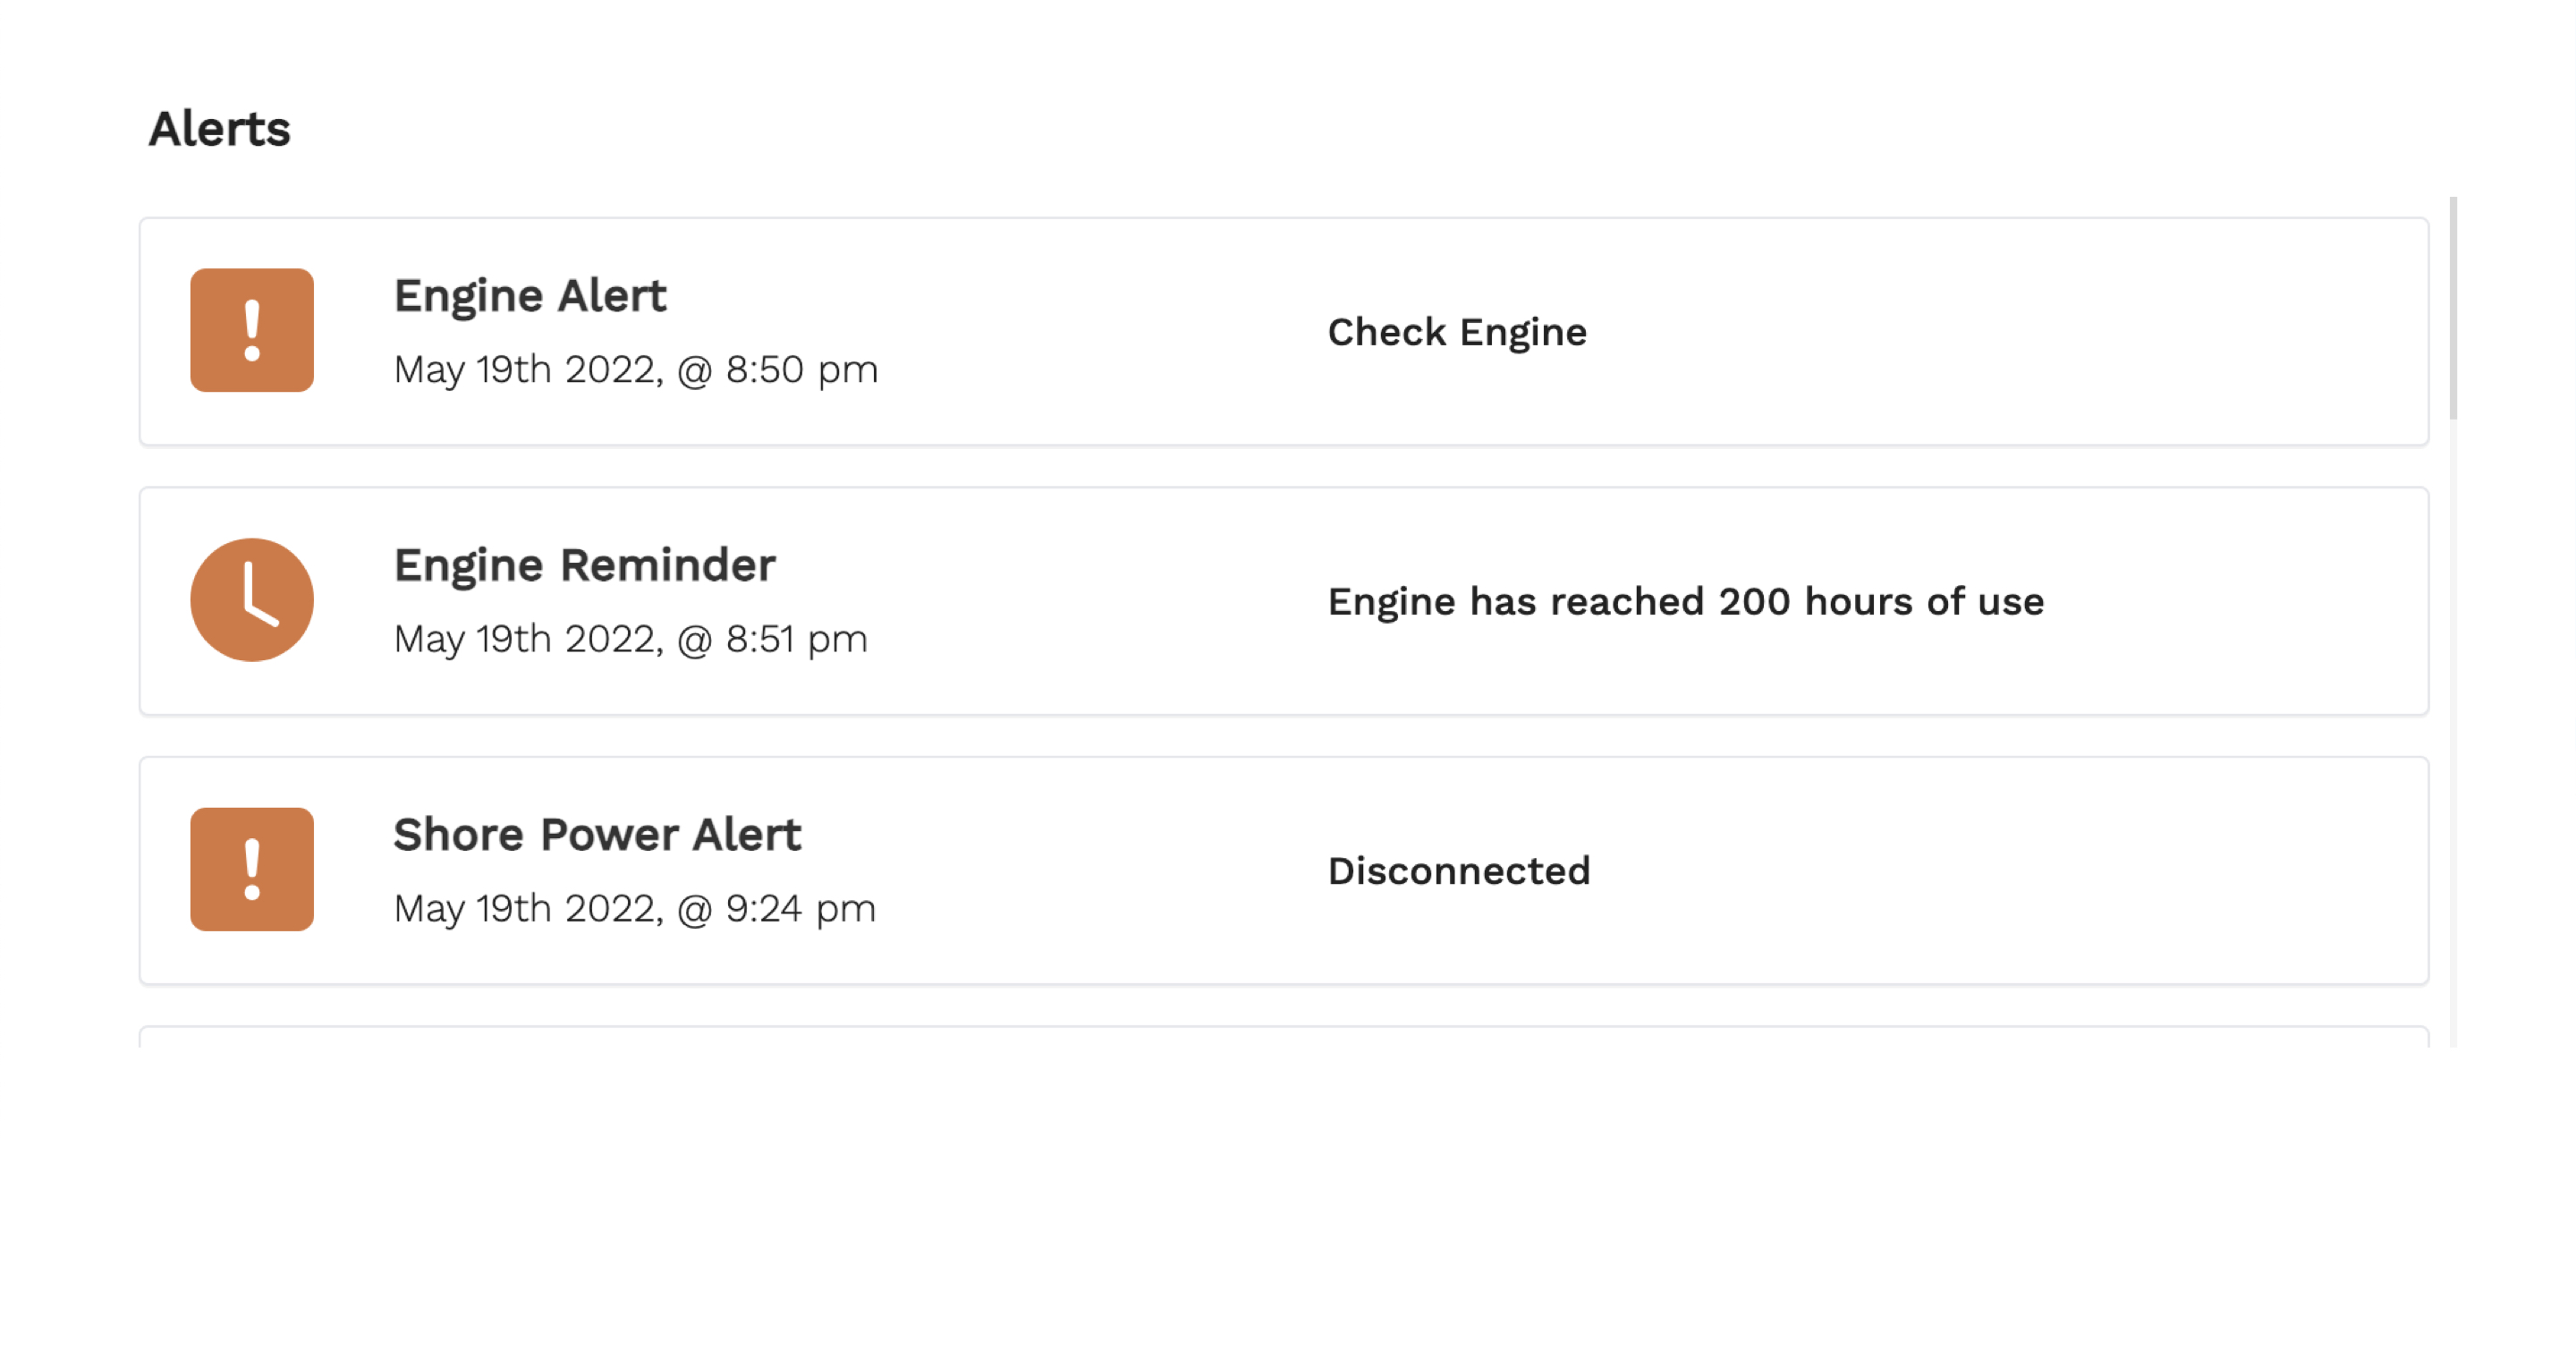 Alerts
Engine Alert
May 19th 2022, @ 8:50 pm
Check Engine
Engine Reminder
May 19th 2022, @ 8:51 pm
Engine has reached 200 hours of use
Shore Power Alert
May 19th 2022, @ 9:24 pm
Disconnected